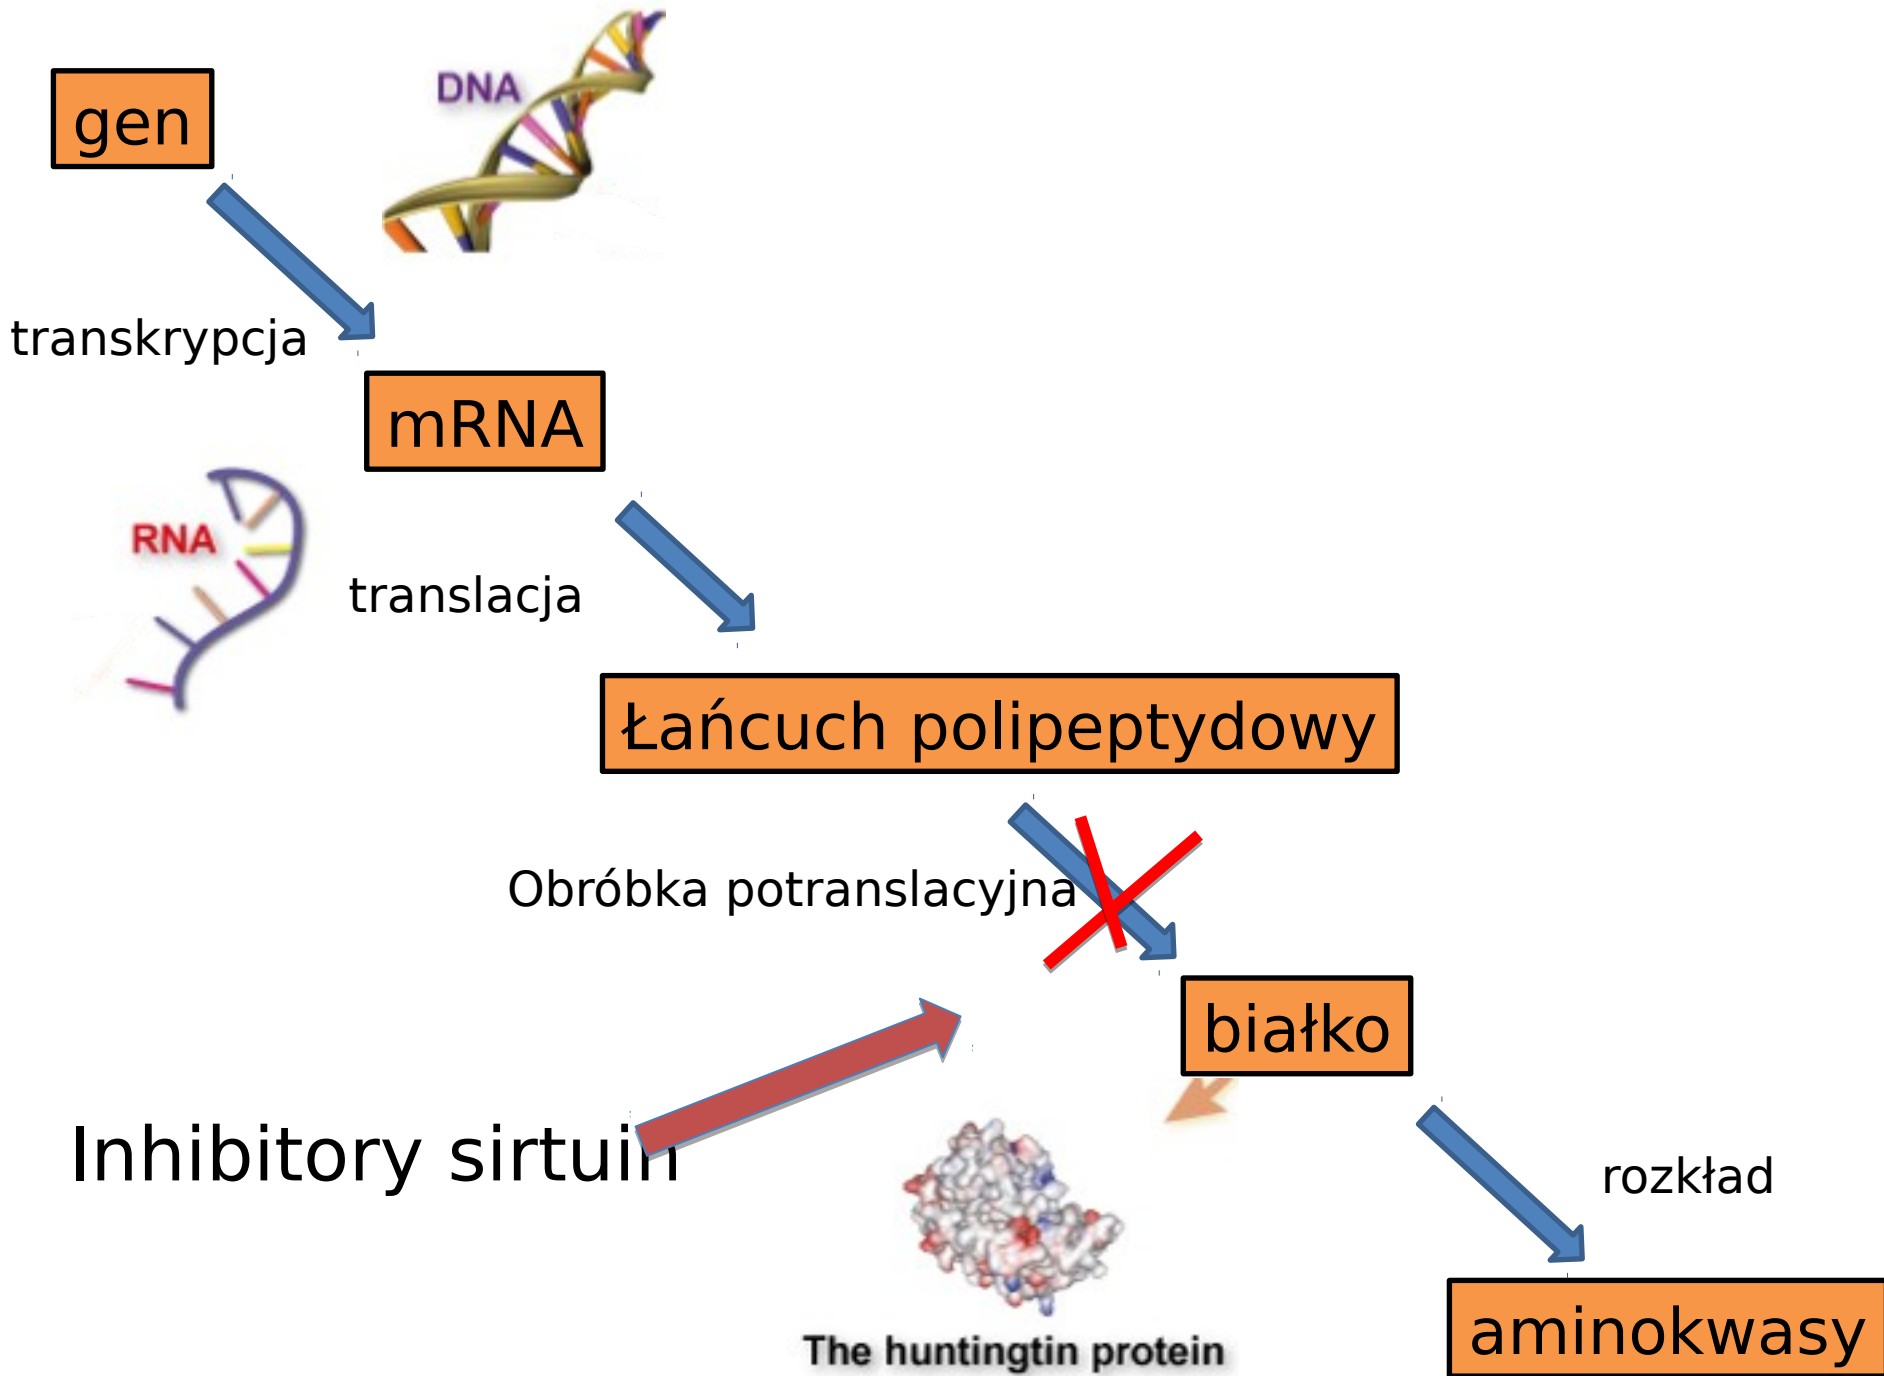 DNA
gen
transkrypcja
mRNA
RNA
translacja
Łańcuch polipeptydowy
Obróbka potranslacyjna
białko
Inhibitory sirtuin
rozkład
aminokwasy
The huntingtin protein